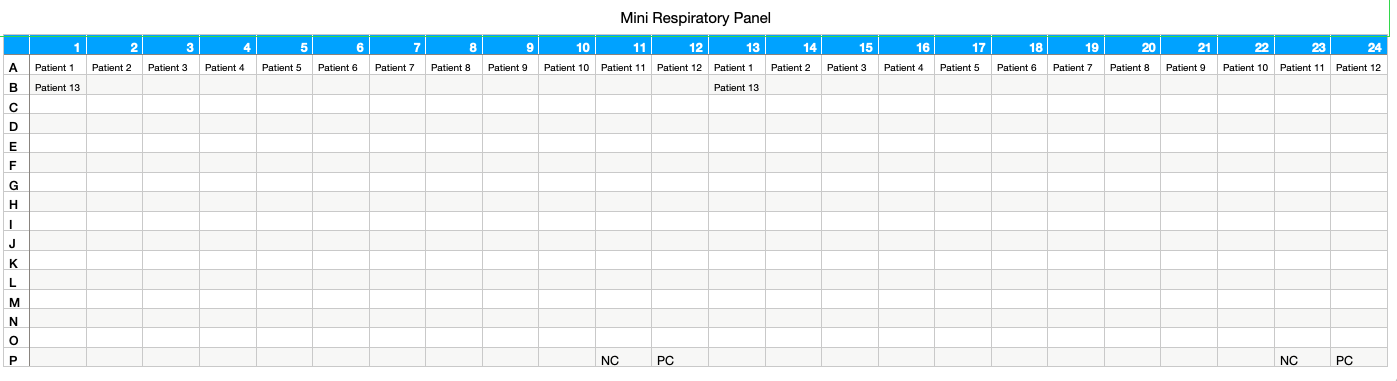 Mini Respiratory Panel
1 2 3 4 5 6 7 8 9 10 11 12 13 14 15 16 17 18 19 20 21 22 23 24
A Patient 1 Patient 2 Patient 3 Patient 4 Patient 5 Patient 6 Patient 7 Patient 8 Patient 9 Patient 10 Patient 11 Patient 12 Patient 1 Patient 2 Patient 3 Patient 4 Patient 5 Patient 6 Patient 7 Patient 8 Patient 9 Patient 10 Patient 11 Patient 12
B Patient 13 Patient 13
C
D
E
F
G
H
I
J
K
L
M
N
O
P NC PC NC PC